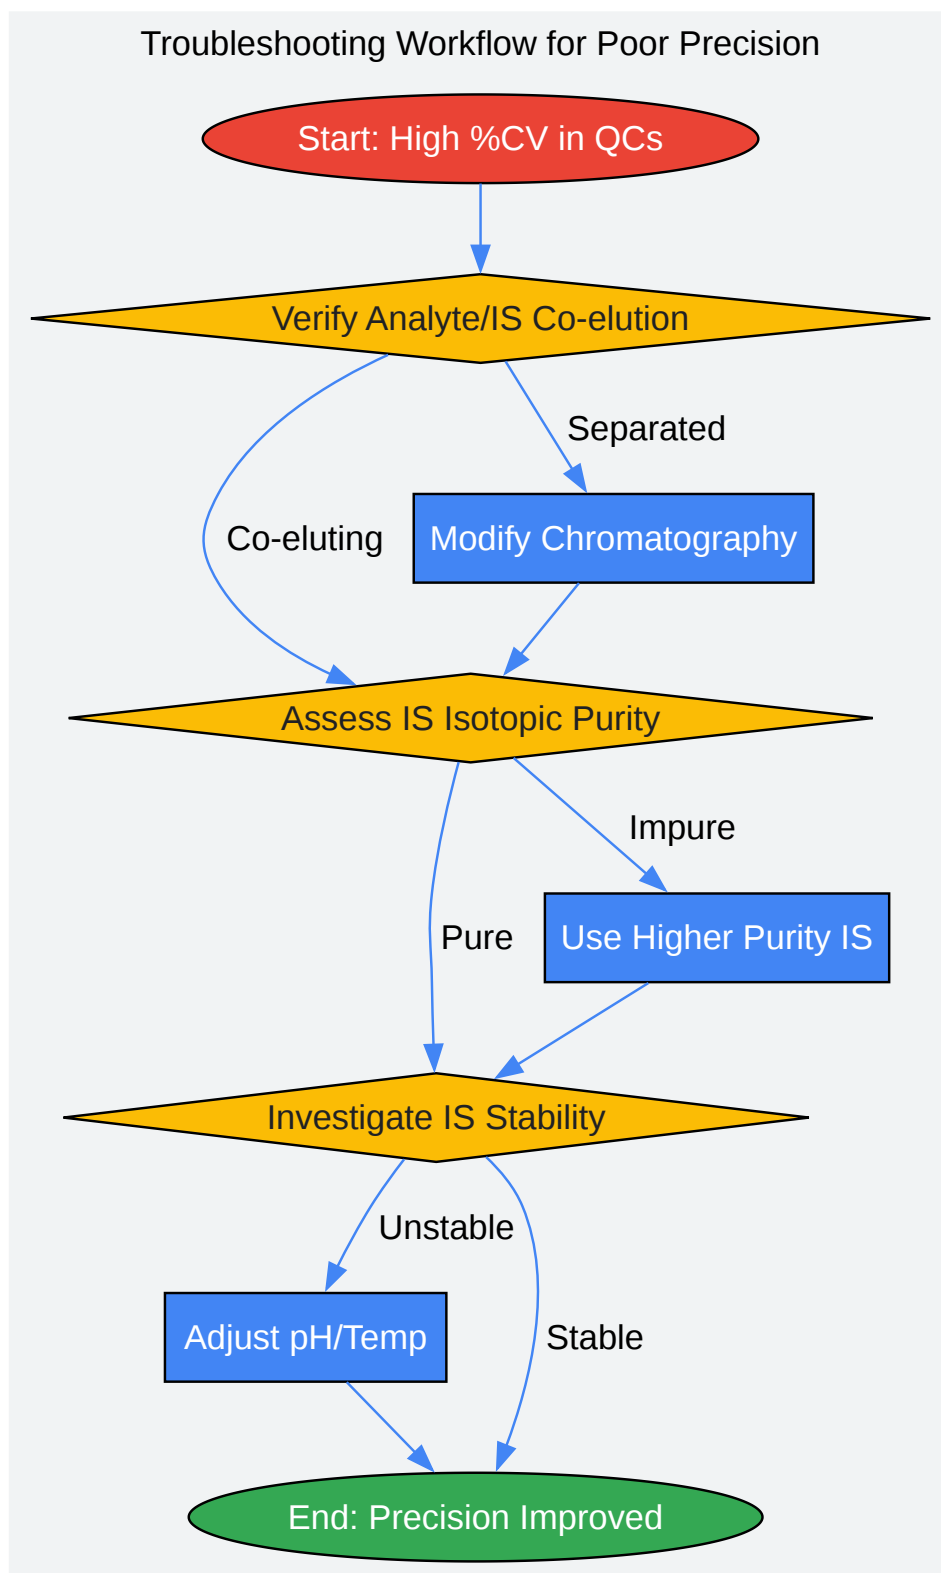 Troubleshooting Workflow for Poor Precision
Start: High %CV in QCs
Verify Analyte/IS Co-elution
Separated
Co-eluting
Modify Chromatography
Assess IS Isotopic Purity
Impure
Pure
Use Higher Purity IS
Investigate IS Stability
Unstable
Adjust pH/Temp
Stable
End: Precision Improved